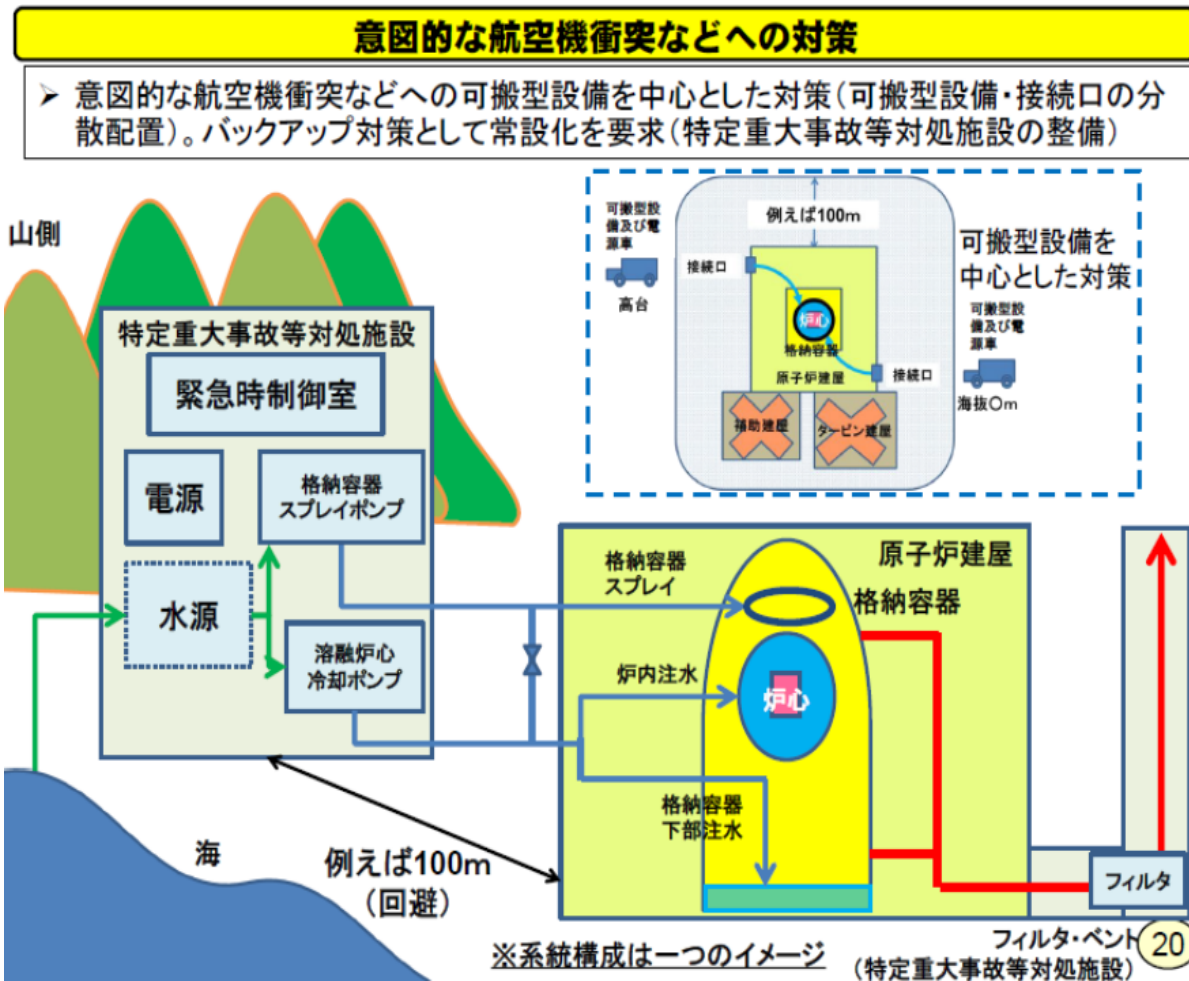 意図的な航空機衝突などへの対策
➢ 意図的な航空機衝突などへの可搬型設備を中心とした対策(可搬型設備・接続口の分
散配置)。バックアップ対策として常設化を要求(特定重大事故等対処施設の整備)
山側
特定重大事故等対処施設
緊急時制御室
電源
格納容器
スプレイポンプ
水源
溶融炉心
冷却ポンプ
海
例えば100m
(回避)
可搬型設
備及び電
源車
高台
例えば100m
接続口
炉心
格納容器
原子炉建屋
接続口
補助建屋
タービン建屋
可搬型設備を
中心とした対策
可搬型設
備及び電
源車
海抜〇m
原子炉建屋
格納容器
格納容器
スプレイ
炉内注水
炉心
格納容器
下部注水
フィルタ
フィルタ・ベント
(特定重大事故等対処施設)
※系統構成は一つのイメージ
20